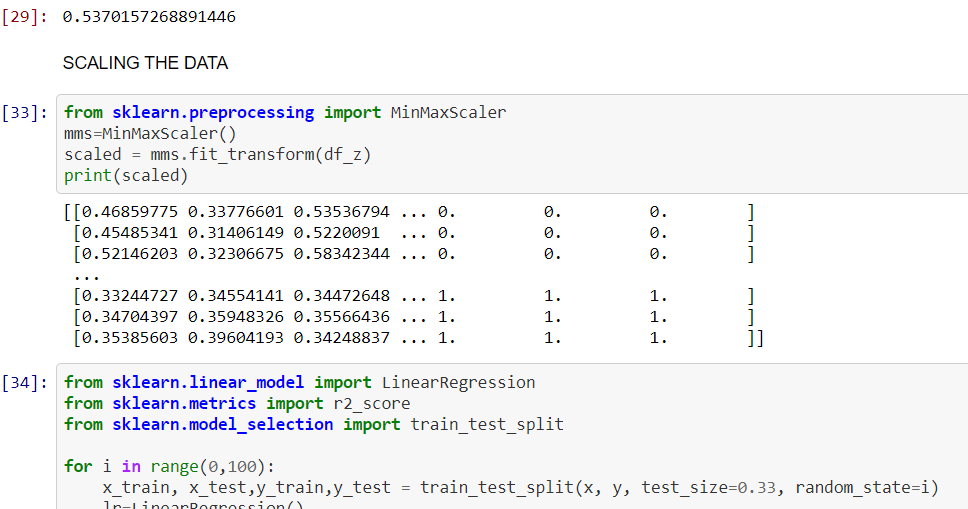 [29]: 0.5370157268891446
SCALING THE DATA
[33]: from sklearn.preprocessing import MinMaxScaler
mms=MinMaxScaler()
scaled = mms.fit_transform(df_z)
print(scaled)
[[0.46859775 0.33776601 0.53536794 ... 0. 0. 0. ]
[0.45485341 0.31406149 0.5220091 ... 0. 0. 0. ]
[0.52146203 0.32306675 0.58342344 ... 0. 0. 0. ]
...
[0.33244727 0.34554141 0.34472648 ... 1. 1. 1. ]
[0.34704397 0.35948326 0.35566436 ... 1. 1. 1. ]
[0.35385603 0.39604193 0.34248837 ... 1. 1. 1. ]]
[34]: from sklearn.linear_model import LinearRegression
from sklearn.metrics import r2_score
from sklearn.model_selection import train_test_split
for i in range(0,100):
x_train, x_test,y_train,y_test = train_test_split(x, y, test_size=0.33, random_state=i)
lr=LinearRegression()